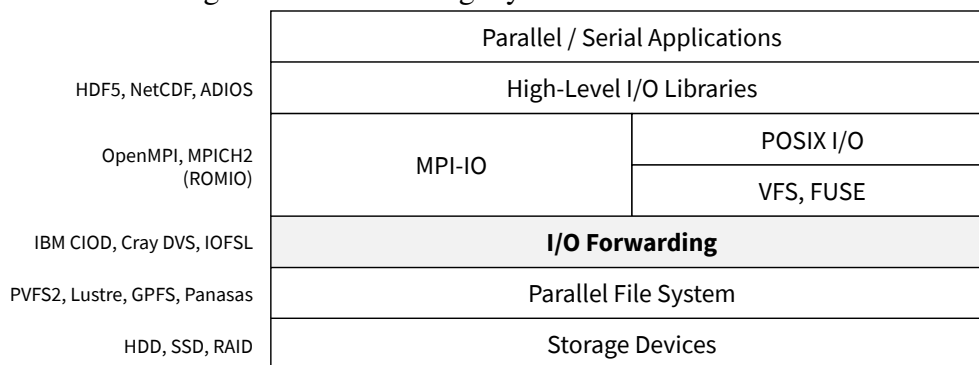 Parallel / Serial Applications
HDF5, NetCDF, ADIOS
High-Level I/O Libraries
OpenMPI, MPICH2
(ROMIO)
MPI-IO
POSIX I/O
VFS, FUSE
IBM CIOD, Cray DVS, IOFSL
I/O Forwarding
PVFS2, Lustre, GPFS, Panasas
Parallel File System
HDD, SSD, RAID
Storage Devices